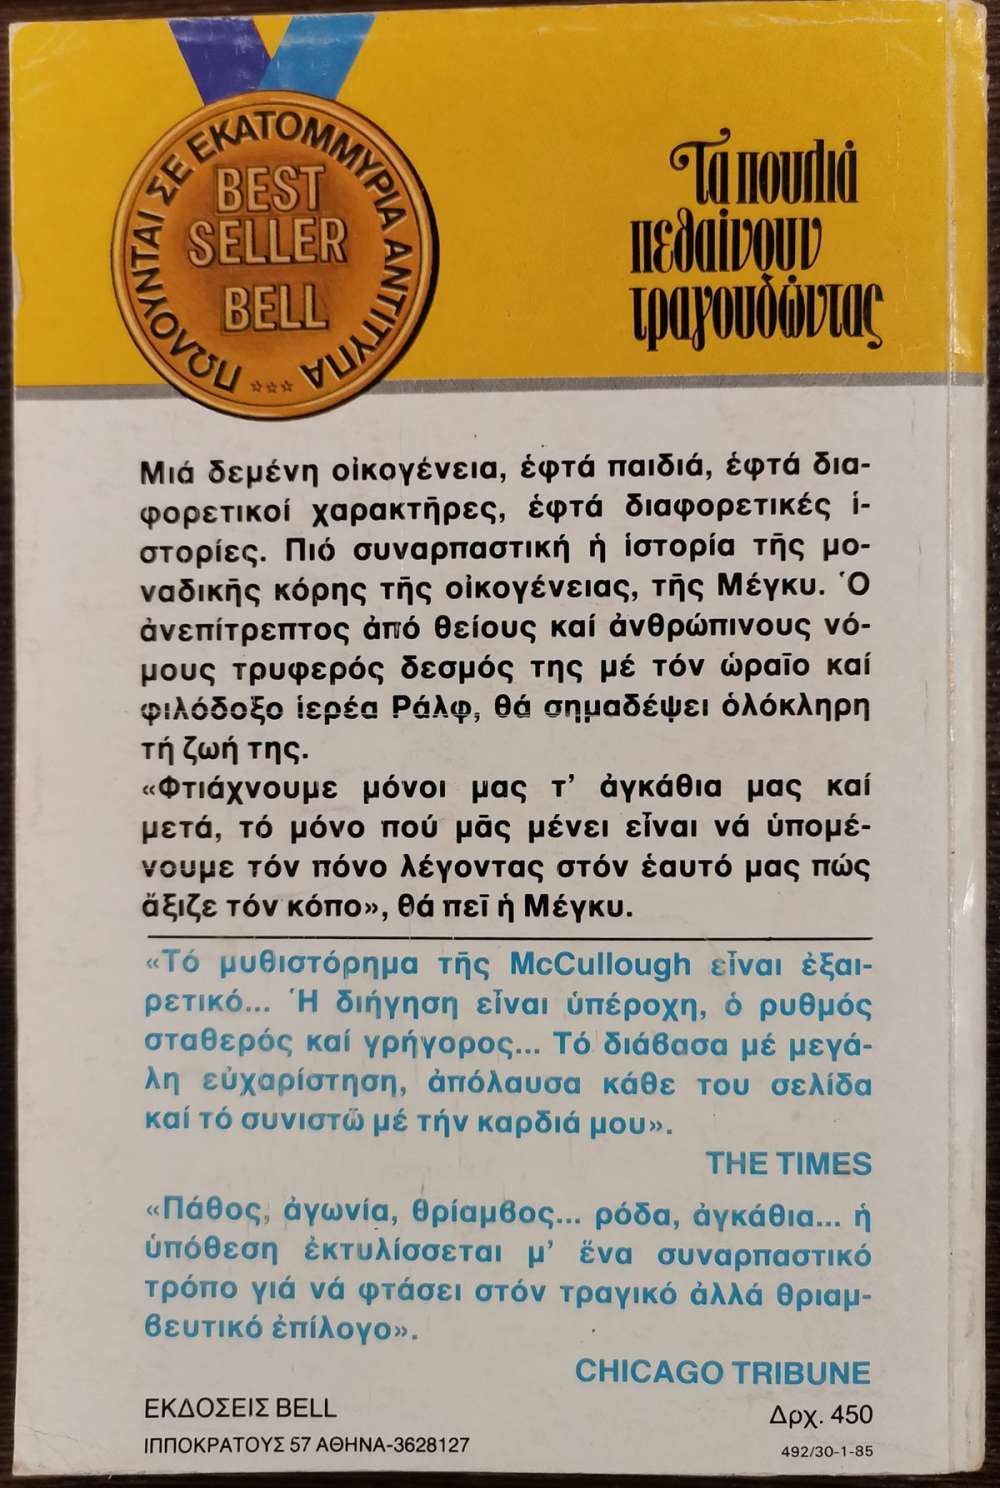 ΠΩΛΟΥΝΤΑΙ ΣΕ ΕΚΑΤΟΜΜΥΡΙΑ ΑΝΤΙΤΥΠΑ
BEST
SELLER
BELL
Τα πουλιά
πεθαίνουν
τραγουδώντας
Μιά δεμένη οἰκογένεια, ἑφτά παιδιά, ἑφτά δια-
φορετικοί χαρακτῆρες, ἑφτά διαφορετικές ἱ-
στορίες. Πιό συναρπαστική ἡ ἱστορία τῆς μο-
ναδικῆς κόρης τῆς οἰκογένειας, τῆς Μέγκυ. Ὁ
ἀνεπίτρεπτος ἀπό θείους καί ἀνθρώπινους νό-
μους τρυφερός δεσμός της μέ τόν ὡραῖο καί
φιλόδοξο ἱερέα Ράλφ, θά σημαδέψει ὁλόκληρη
τή ζωή της.
«Φτιάχνουμε μόνοι μας τ' ἀγκάθια μας καί
μετά, τό μόνο πού μᾶς μένει εἶναι νά ὑπομέ-
νουμε τόν πόνο λέγοντας στόν ἑαυτό μας πώς
ἄξιζε τόν κόπο», θά πεῖ ἡ Μέγκυ.
«Τό μυθιστόρημα τῆς McCullough εἶναι ἐξαι-
ρετικό... Ἡ διήγηση εἶναι ὑπέροχη, ὁ ρυθμός
σταθερός καί γρήγορος... Τό διάβασα μέ μεγά-
λη εὐχαρίστηση, ἀπόλαυσα κάθε του σελίδα
καί τό συνιστῶ μέ τήν καρδιά μου».
THE TIMES
«Πάθος, ἀγωνία, θρίαμβος... ρόδα, ἀγκάθια... ἡ
ὑπόθεση ἐκτυλίσσεται μ' ἕνα συναρπαστικό
τρόπο γιά νά φτάσει στόν τραγικό ἀλλά θριαμ-
βευτικό ἐπίλογο».
CHICAGO TRIBUNE
ΕΚΔΟΣΕΙΣ BELL
Δρχ. 450
ΙΠΠΟΚΡΑΤΟΥΣ 57 ΑΘΗΝΑ-3628127
492/30-1-85